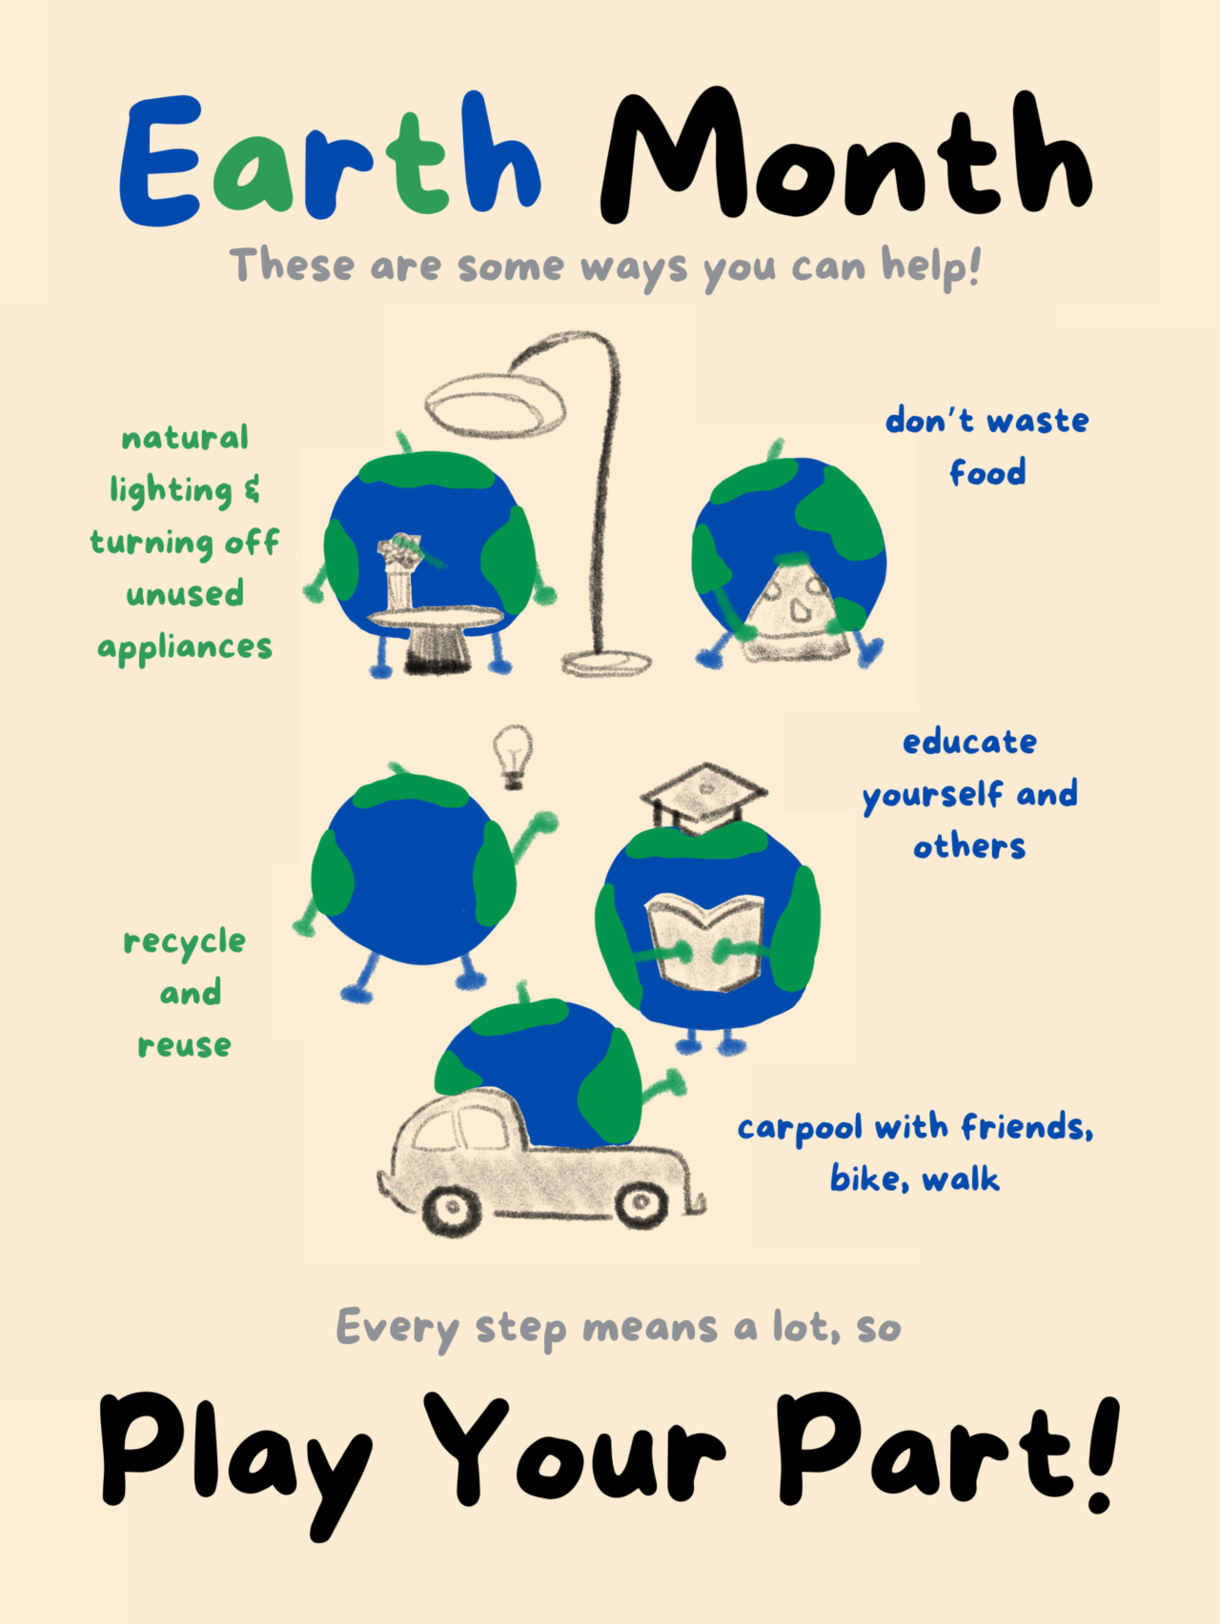 Earth Month
These are some ways you can help!
natural
lighting &
turning off
unused
appliances
don't waste
food
educate
yourself and
others
recycle
and
reuse
carpool with friends,
bike, walk
Every step means a lot, so
Play Your Part!